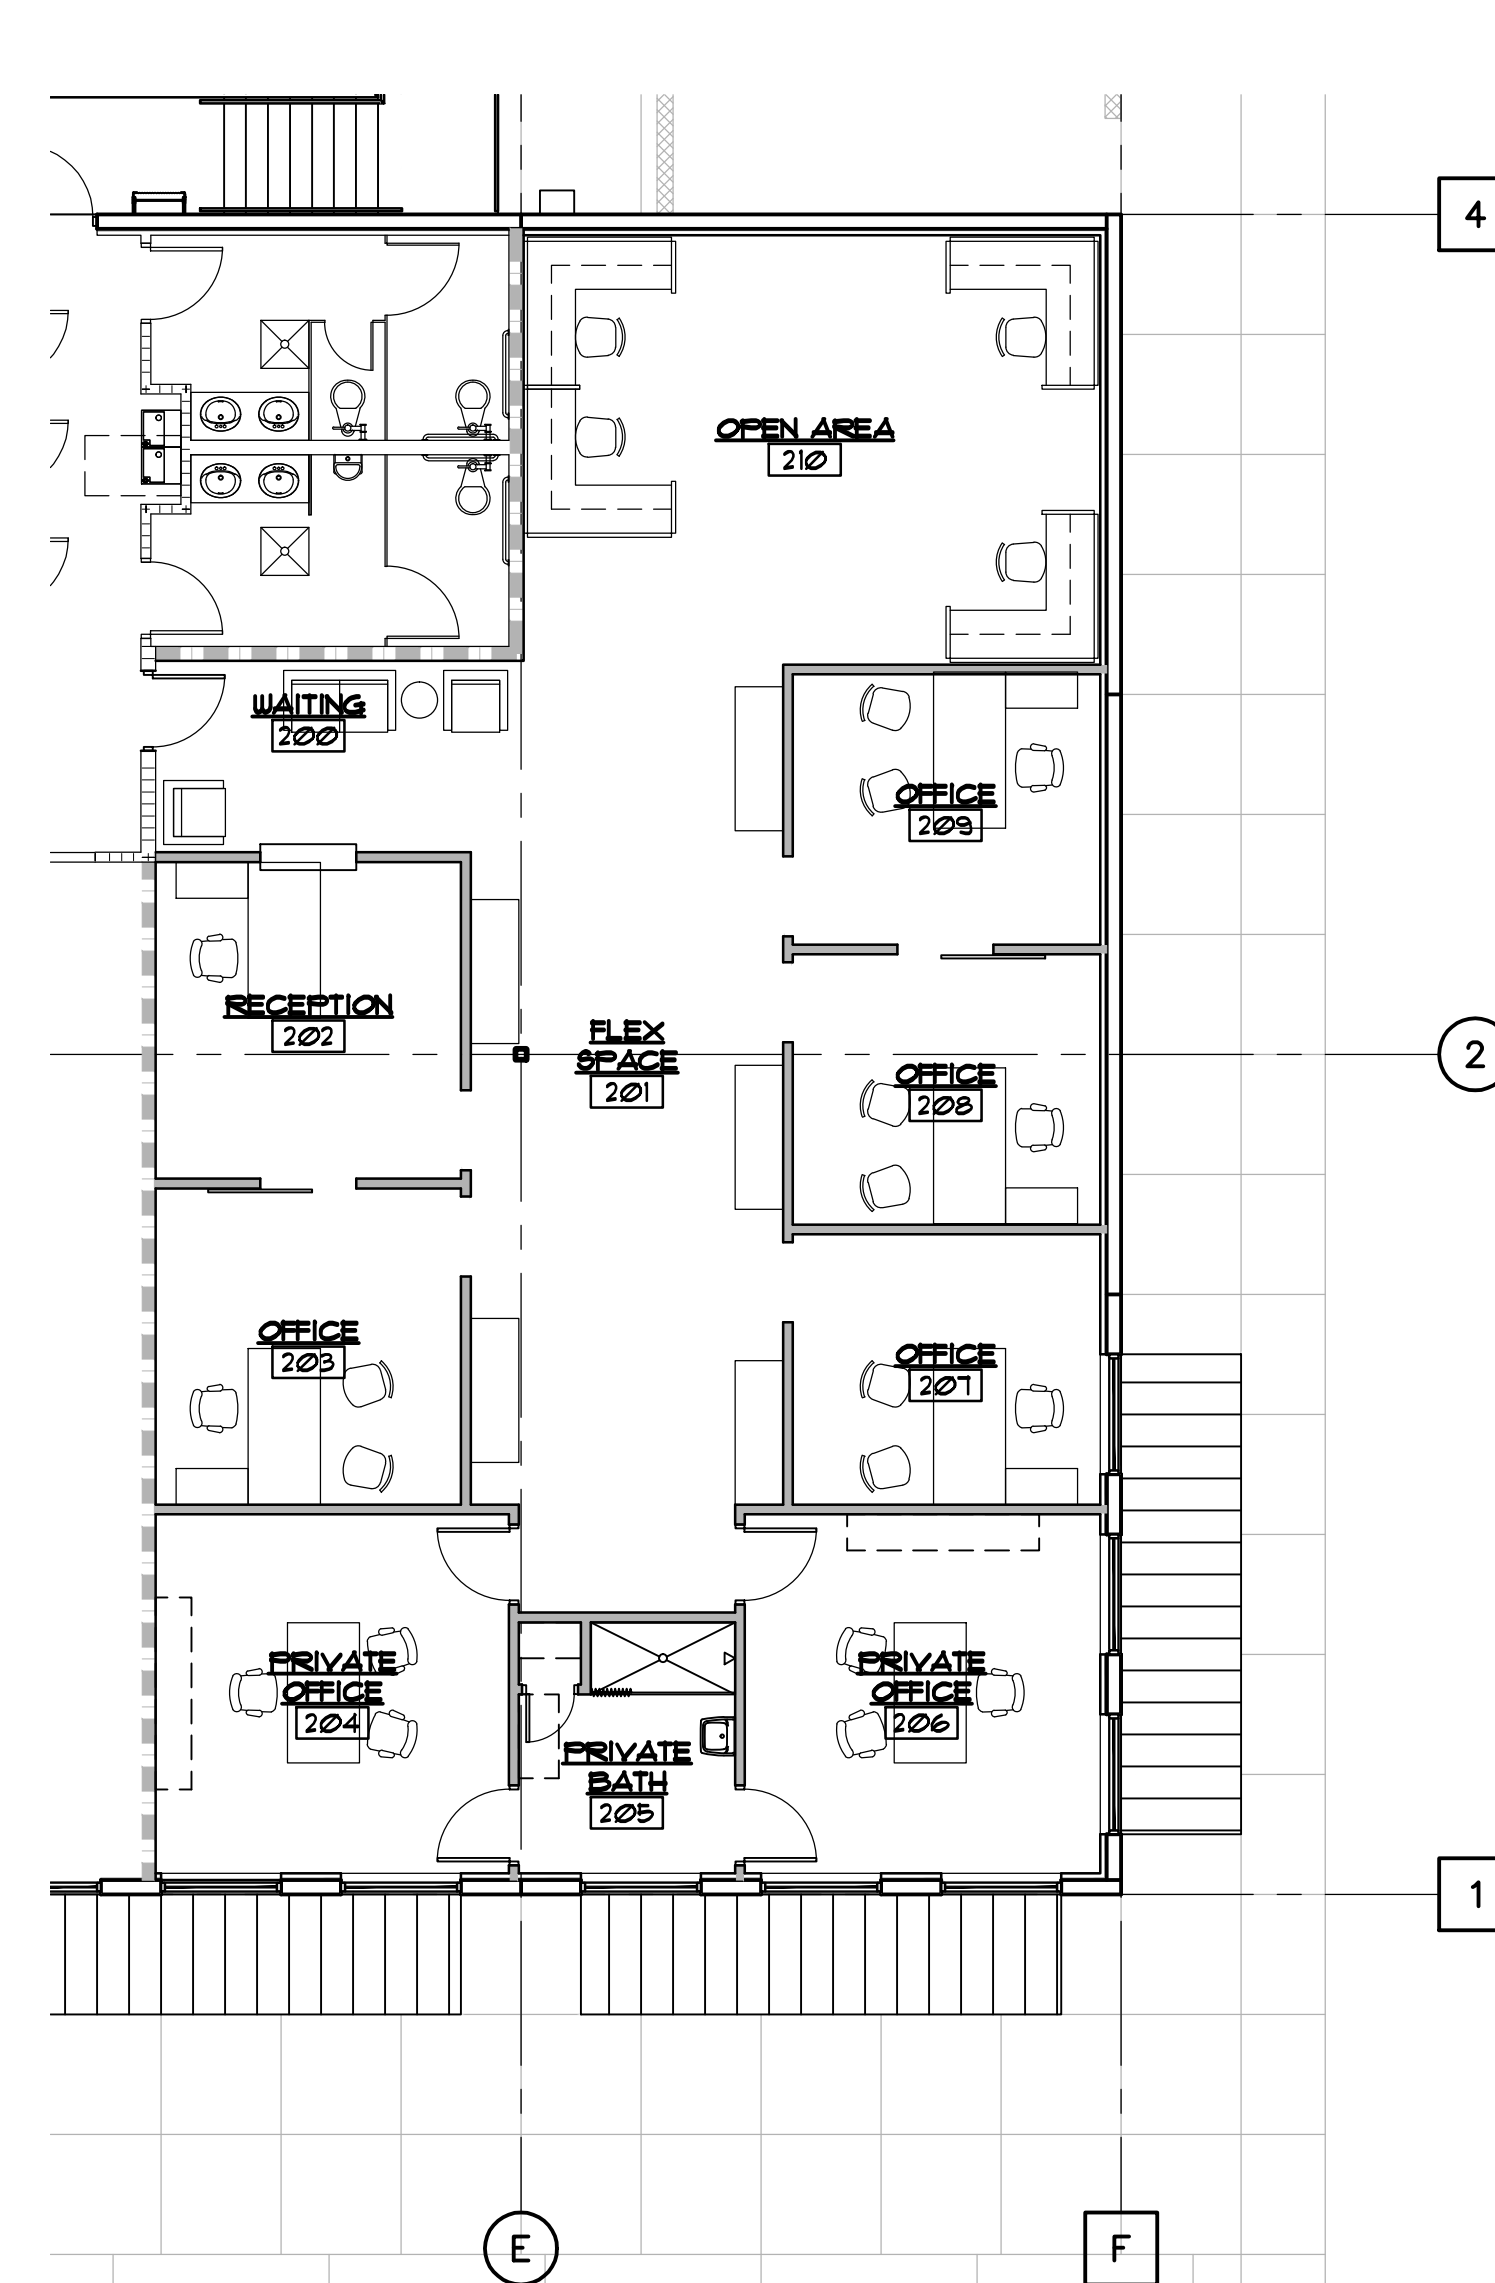 4
OPEN AREA
210
WAITING
200
OFFICE
209
RECEPTION
202
FLEX
SPACE
201
2
OFFICE
208
OFFICE
203
OFFICE
207
PRIVATE
OFFICE
204
PRIVATE
OFFICE
206
PRIVATE
BATH
205
1
E
F